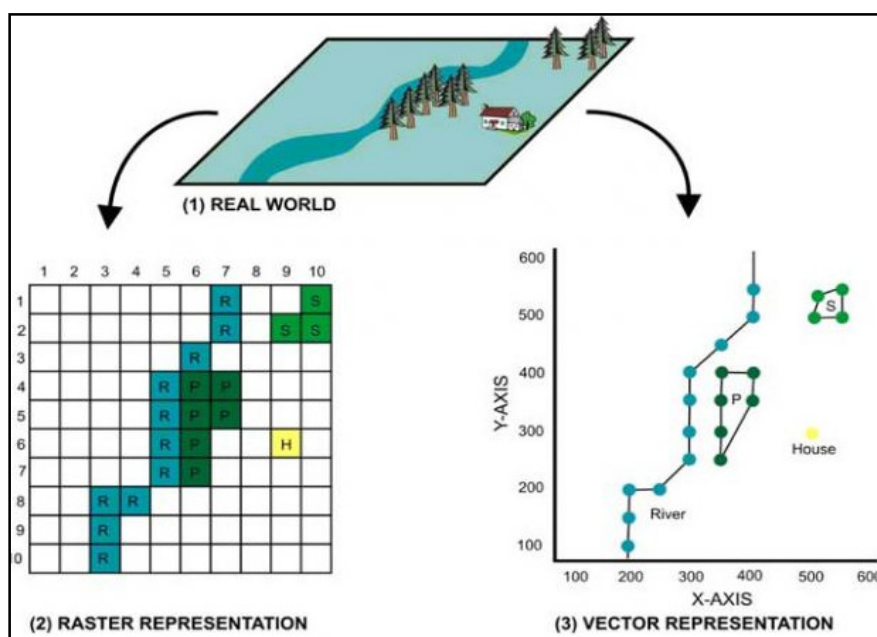 (1) REAL WORLD
1 2 3 4 5 6 7 8 9 10
1 R S
2 R S S
3 R
4 R P P
5 R P P
6 R P H
7 R P
8 R R
9 R
10 R
(2) RASTER REPRESENTATION
600
500
400
300
200
100
Y-AXIS
S
P
House
River
100 200 300 400 500 600
X-AXIS
(3) VECTOR REPRESENTATION